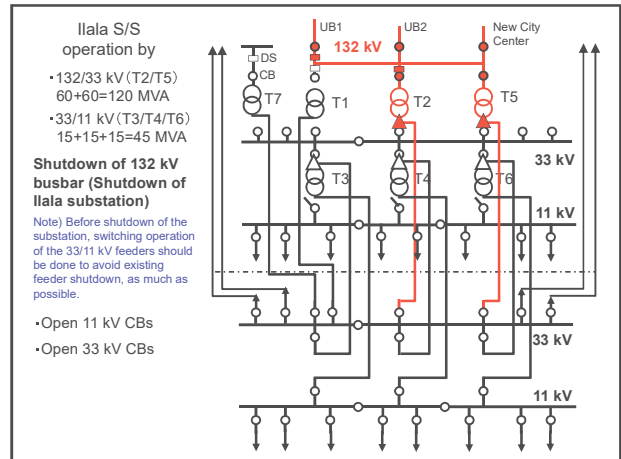 Ilala S/S
operation by
・132/33 kV (T2/T5)
60+60=120 MVA
・33/11 kV (T3/T4/T6)
15+15+15=45 MVA
Shutdown of 132 kV
busbar (Shutdown of
Ilala substation)
Note) Before shutdown of the
substation, switching operation
of the 33/11 kV feeders should
be done to avoid existing
feeder shutdown, as much as
possible.
・Open 11 kV CBs
・Open 33 kV CBs
UB1
UB2
New City
Center
132 kV
DS
CB
T7
T1
T2
T5
33 kV
T3
T4
T6
11 kV
33 kV
11 kV